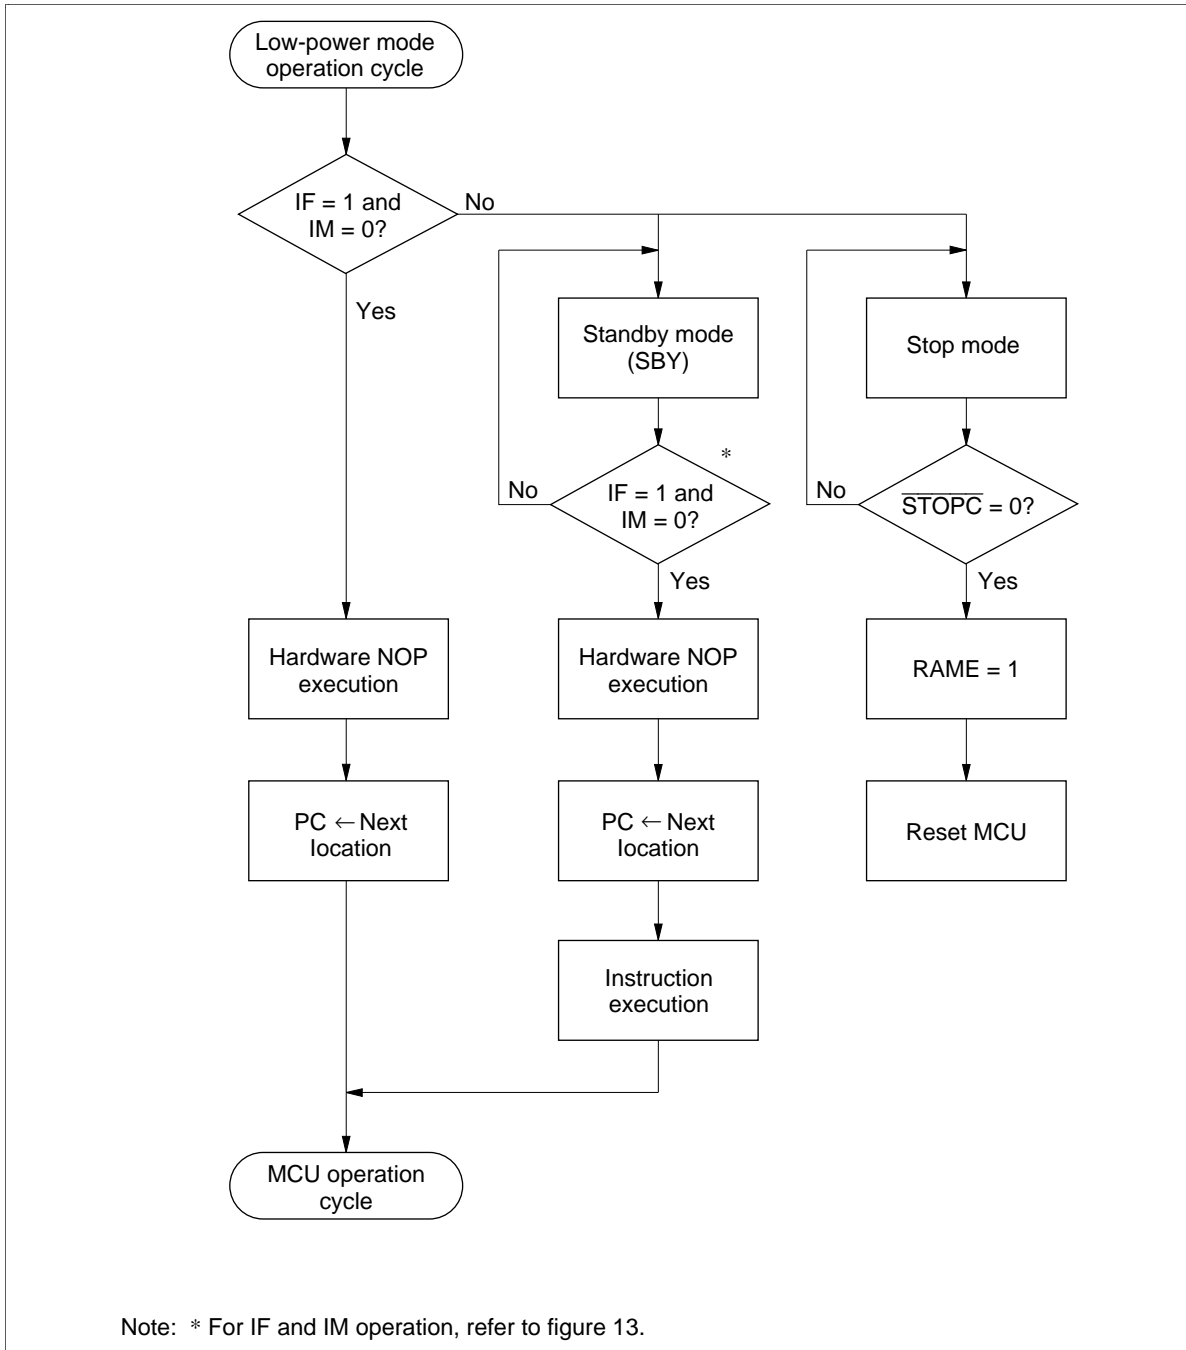 Low-power mode
operation cycle
IF = 1 and
IM = 0?
No
Yes
Standby mode
(SBY)
Stop mode
*
IF = 1 and
IM = 0?
No
Yes
S̅T̅O̅P̅C̅ = 0?
No
Yes
Hardware NOP
execution
Hardware NOP
execution
RAME = 1
PC ← Next
location
PC ← Next
location
Reset MCU
Instruction
execution
MCU operation
cycle
Note: * For IF and IM operation, refer to figure 13.